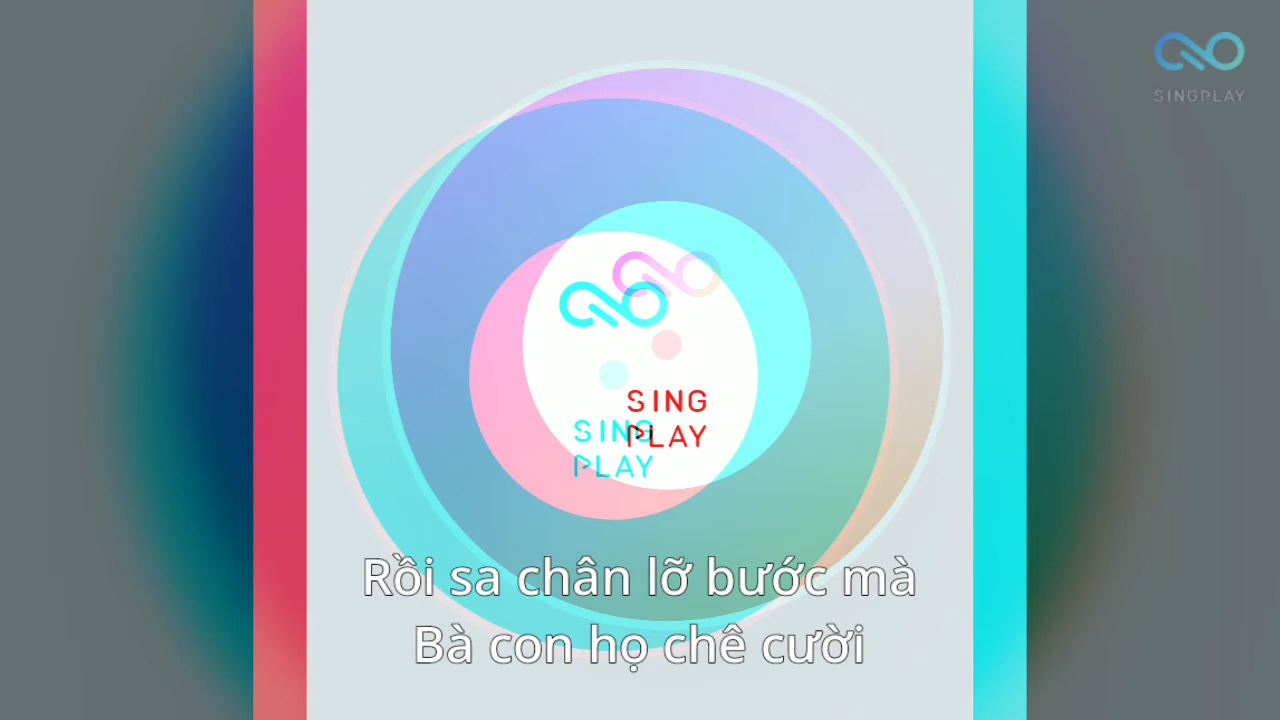 SINGPLAY
SING
PLAY
SING
PLAY
Rồi sa chân lỡ bước mà
Bà con họ chê cười